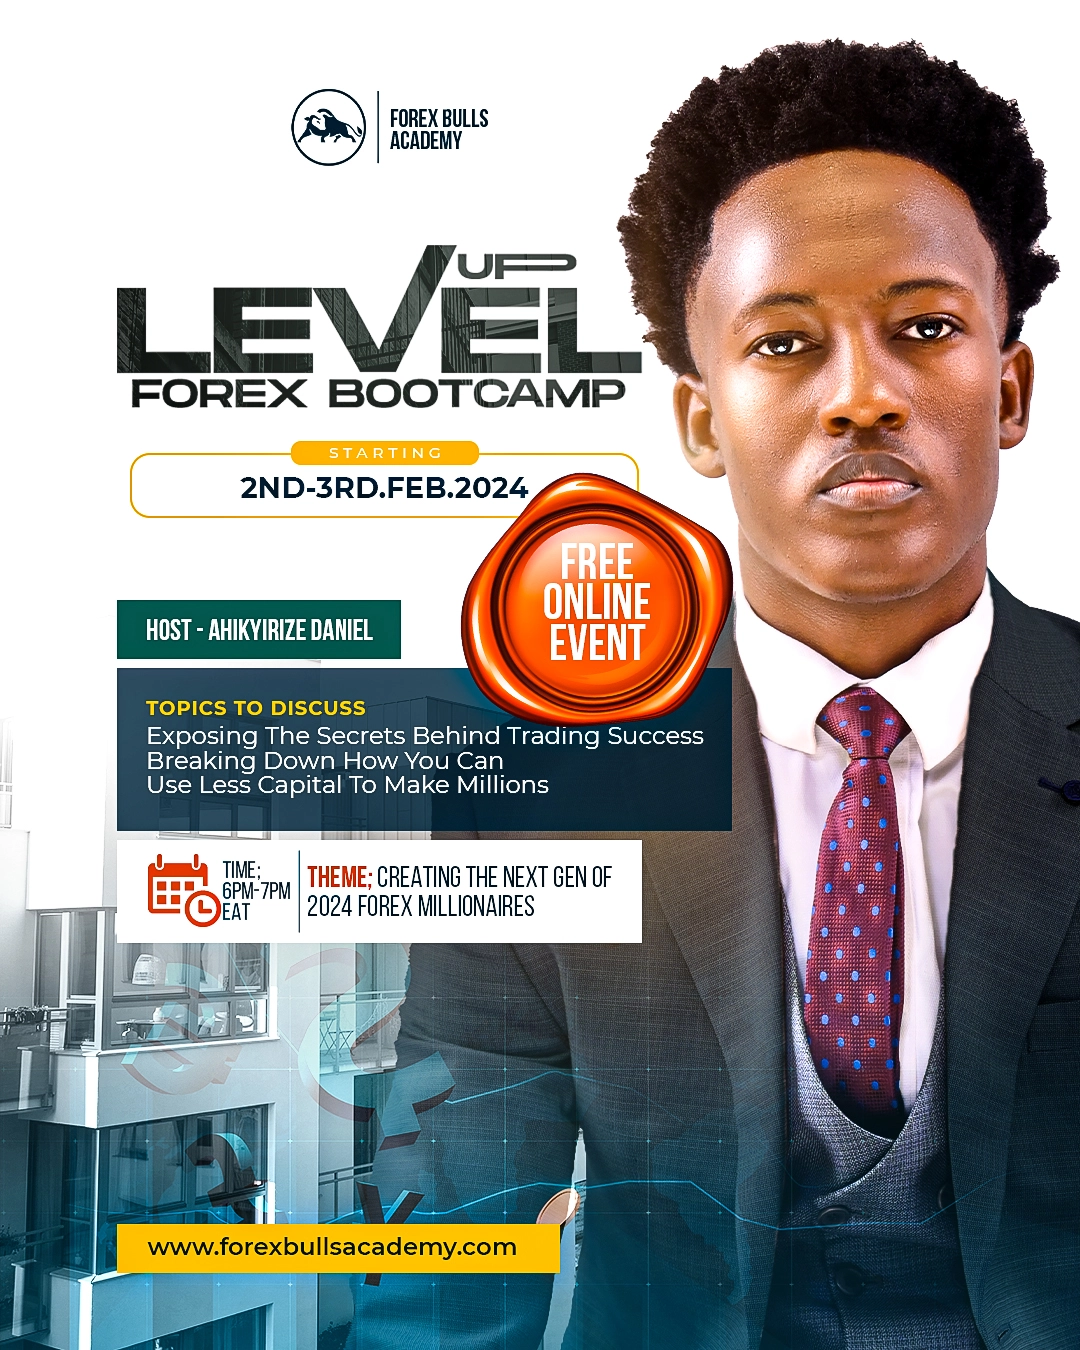 FOREX BULLS
ACADEMY
UP
LEVEL
FOREX BOOTCAMP
STARTING
2ND-3RD.FEB.2024
FREE
ONLINE
EVENT
HOST - AHIKYIRIZE DANIEL
TOPICS TO DISCUSS
Exposing The Secrets Behind Trading Success
Breaking Down How You Can
Use Less Capital To Make Millions
TIME;
6PM-7PM
EAT
THEME; CREATING THE NEXT GEN OF
2024 FOREX MILLIONAIRES
www.forexbullsacademy.com